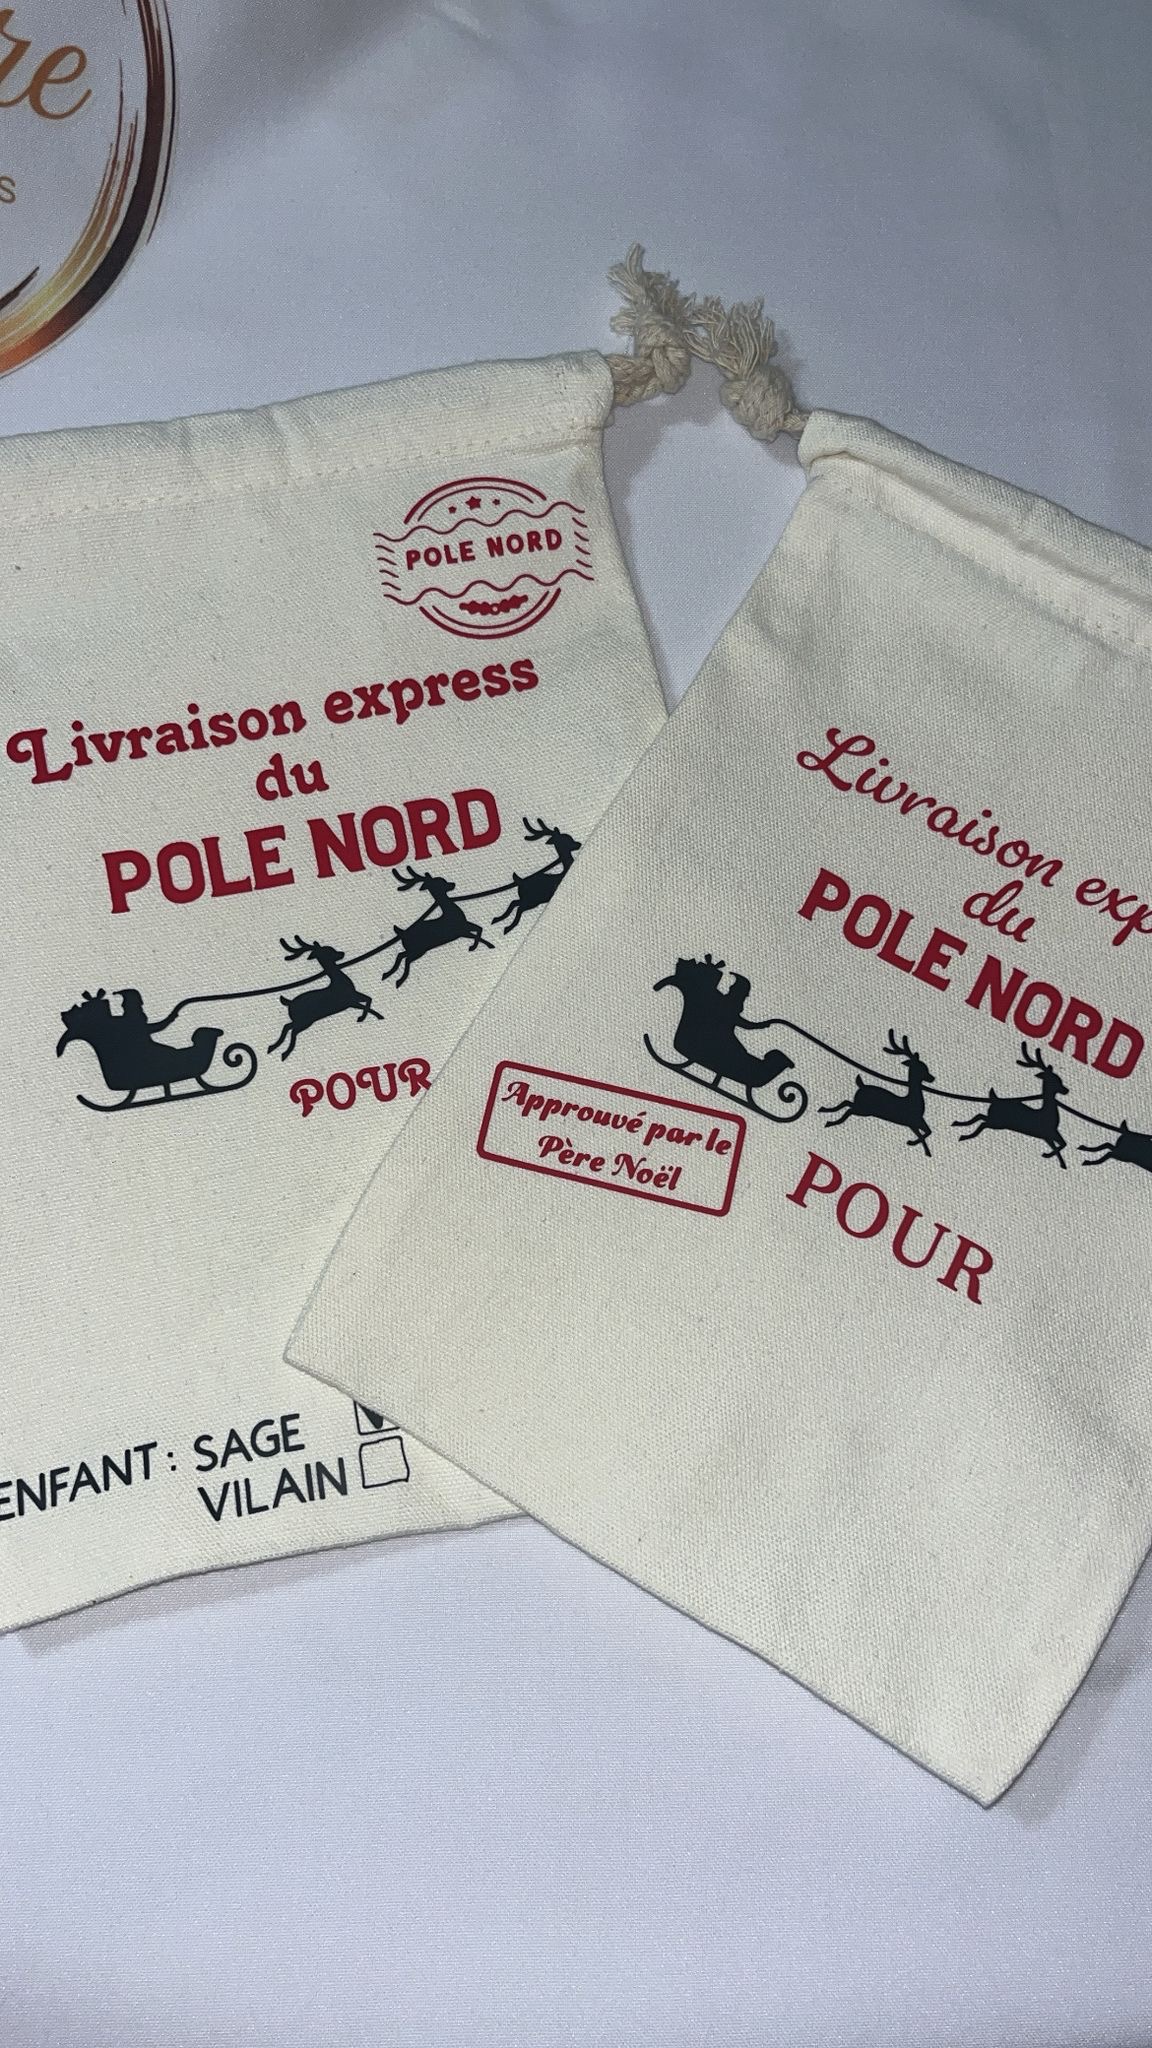 POLE NORD
Livraison express
du
POLE NORD
POUR
ENFANT : SAGE
VILAIN
Livraison
du
POLE NORD
Approuvé par le
Père Noël
POUR